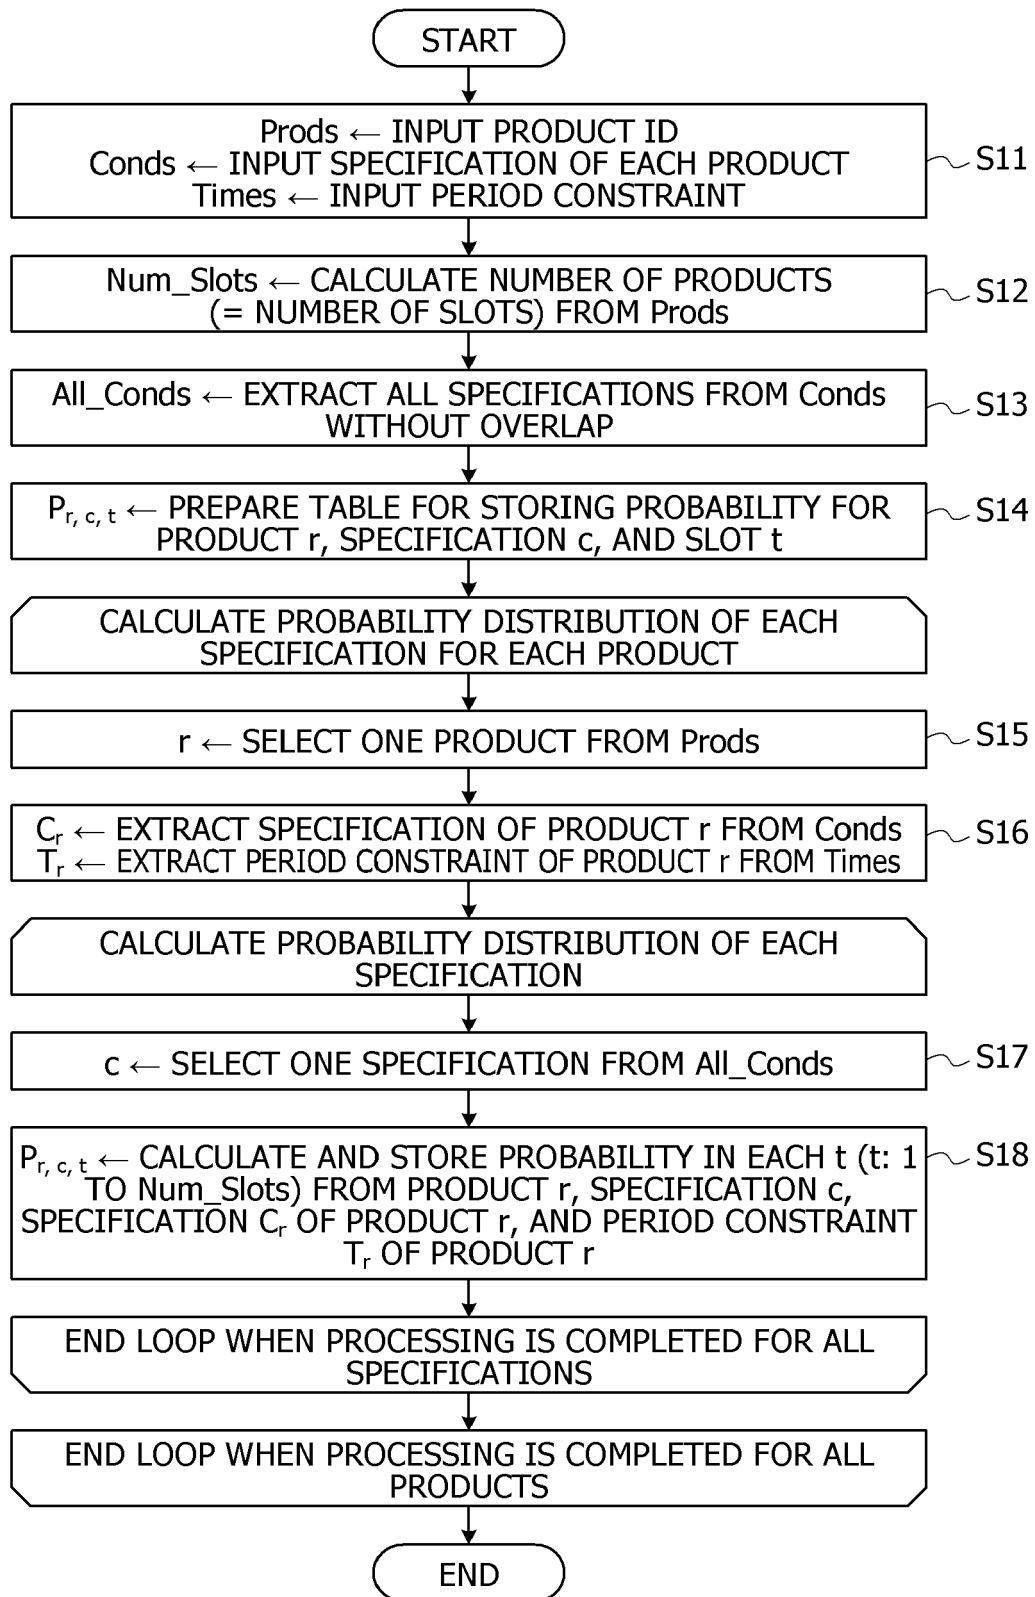 START
Prods ← INPUT PRODUCT ID
Conds ← INPUT SPECIFICATION OF EACH PRODUCT
Times ← INPUT PERIOD CONSTRAINT
S11
Num_Slots ← CALCULATE NUMBER OF PRODUCTS
(= NUMBER OF SLOTS) FROM Prods
S12
All_Conds ← EXTRACT ALL SPECIFICATIONS FROM Conds
WITHOUT OVERLAP
S13
Pr, c, t ← PREPARE TABLE FOR STORING PROBABILITY FOR
PRODUCT r, SPECIFICATION c, AND SLOT t
S14
CALCULATE PROBABILITY DISTRIBUTION OF EACH
SPECIFICATION FOR EACH PRODUCT
r ← SELECT ONE PRODUCT FROM Prods
S15
Cr ← EXTRACT SPECIFICATION OF PRODUCT r FROM Conds
Tr ← EXTRACT PERIOD CONSTRAINT OF PRODUCT r FROM Times
S16
CALCULATE PROBABILITY DISTRIBUTION OF EACH
SPECIFICATION
c ← SELECT ONE SPECIFICATION FROM All_Conds
S17
Pr, c, t ← CALCULATE AND STORE PROBABILITY IN EACH t (t: 1
TO Num_Slots) FROM PRODUCT r, SPECIFICATION c,
SPECIFICATION Cr OF PRODUCT r, AND PERIOD CONSTRAINT
Tr OF PRODUCT r
S18
END LOOP WHEN PROCESSING IS COMPLETED FOR ALL
SPECIFICATIONS
END LOOP WHEN PROCESSING IS COMPLETED FOR ALL
PRODUCTS
END